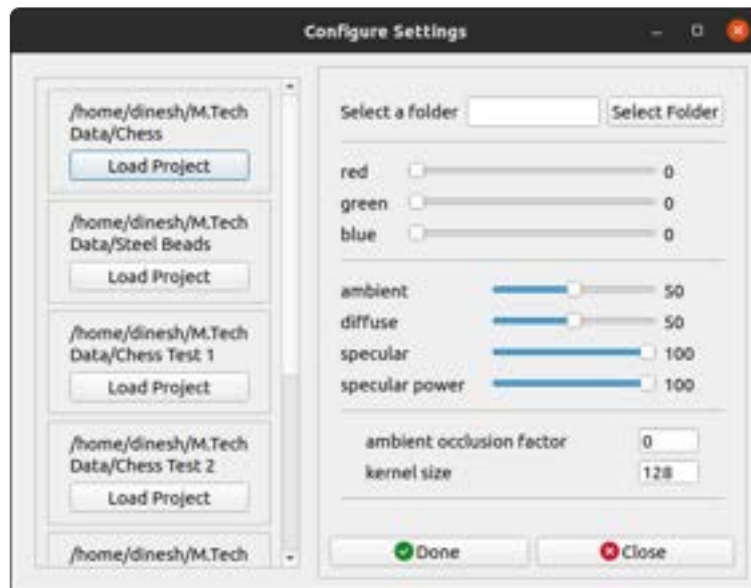 Configure Settings
/home/dinesh/M.Tech
Data/Chess
Load Project
/home/dinesh/M.Tech
Data/Steel Beads
Load Project
/home/dinesh/M.Tech
Data/Chess Test 1
Load Project
/home/dinesh/M.Tech
Data/Chess Test 2
Load Project
/home/dinesh/M.Tech
Select a folder Select Folder
red 0
green 0
blue 0
ambient 50
diffuse 50
specular 100
specular power 100
ambient occlusion factor 0
kernel size 128
Done Close